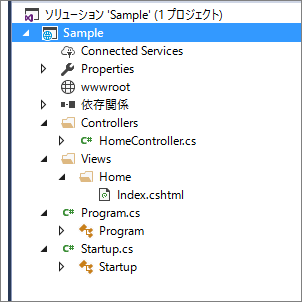 ソリューション 'Sample' (1 プロジェクト)
Sample
Connected Services
Properties
wwwroot
依存関係
Controllers
C# HomeController.cs
Views
Home
Index.cshtml
C# Program.cs
Program
C# Startup.cs
Startup